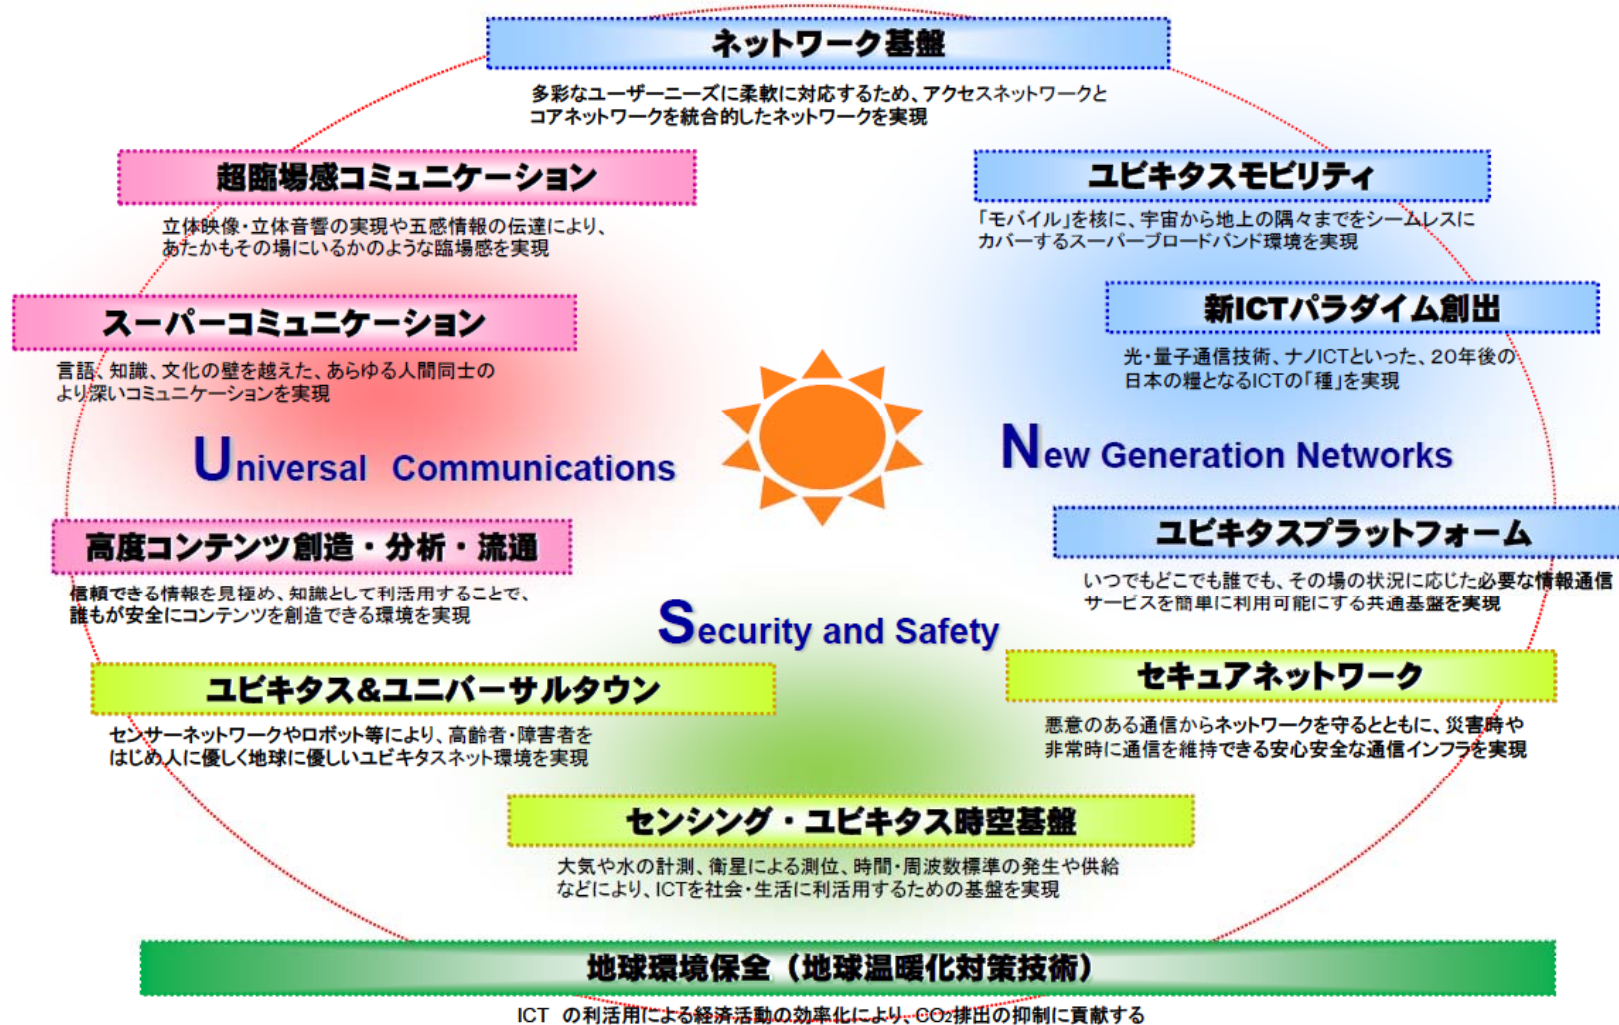 ネットワーク基盤
多彩なユーザーニーズに柔軟に対応するため、アクセスネットワークと
コアネットワークを統合的したネットワークを実現
超臨場感コミュニケーション
立体映像・立体音響の実現や五感情報の伝達により、
あたかもその場にいるかのような臨場感を実現
ユビキタスモビリティ
「モバイル」を核に、宇宙から地上の隅々までをシームレスに
カバーするスーパーブロードバンド環境を実現
スーパーコミュニケーション
言語、知識、文化の壁を越えた、あらゆる人間同士の
より深いコミュニケーションを実現
新ICTパラダイム創出
光・量子通信技術、ナノICTといった、20年後の
日本の糧となるICTの「種」を実現
Universal Communications
New Generation Networks
高度コンテンツ創造・分析・流通
信頼できる情報を見極め、知識として利活用することで、
誰もが安全にコンテンツを創造できる環境を実現
ユビキタスプラットフォーム
いつでもどこでも誰でも、その場の状況に応じた必要な情報通信
サービスを簡単に利用可能にする共通基盤を実現
Security and Safety
ユビキタス&ユニバーサルタウン
センサーネットワークやロボット等により、高齢者・障害者を
はじめ人に優しく地球に優しいユビキタスネット環境を実現
セキュアネットワーク
悪意のある通信からネットワークを守るとともに、災害時や
非常時に通信を維持できる安心安全な通信インフラを実現
センシング・ユビキタス時空基盤
大気や水の計測、衛星による測位、時間・周波数標準の発生や供給
などにより、ICTを社会・生活に利活用するための基盤を実現
地球環境保全（地球温暖化対策技術）
ICT の利活用による経済活動の効率化により、CO2排出の抑制に貢献する